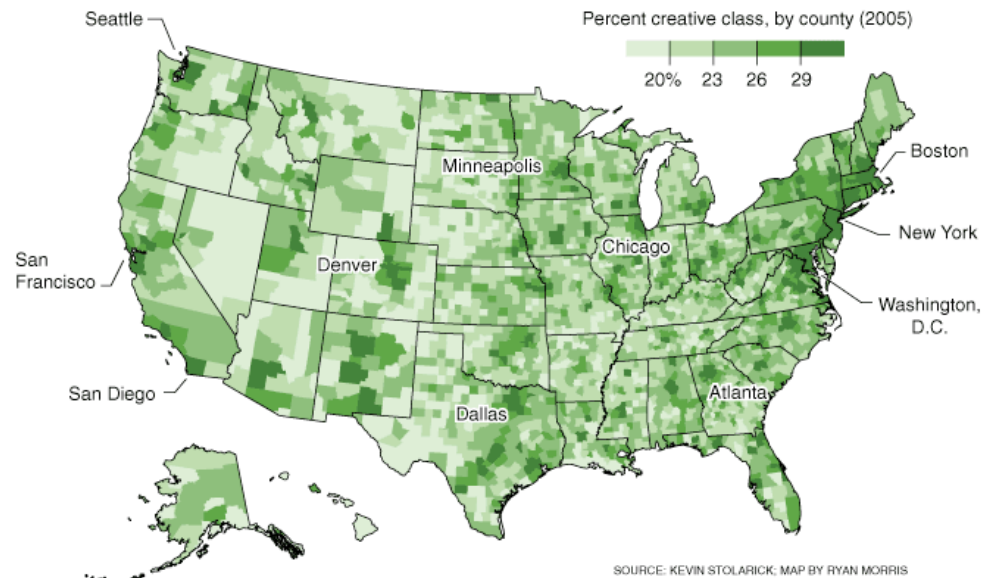 Seattle
Percent creative class, by county (2005)
20% 23 26 29
Minneapolis
Boston
New York
Chicago
San
Francisco
Denver
Washington,
D.C.
San Diego
Dallas
Atlanta
SOURCE: KEVIN STOLARICK; MAP BY RYAN MORRIS